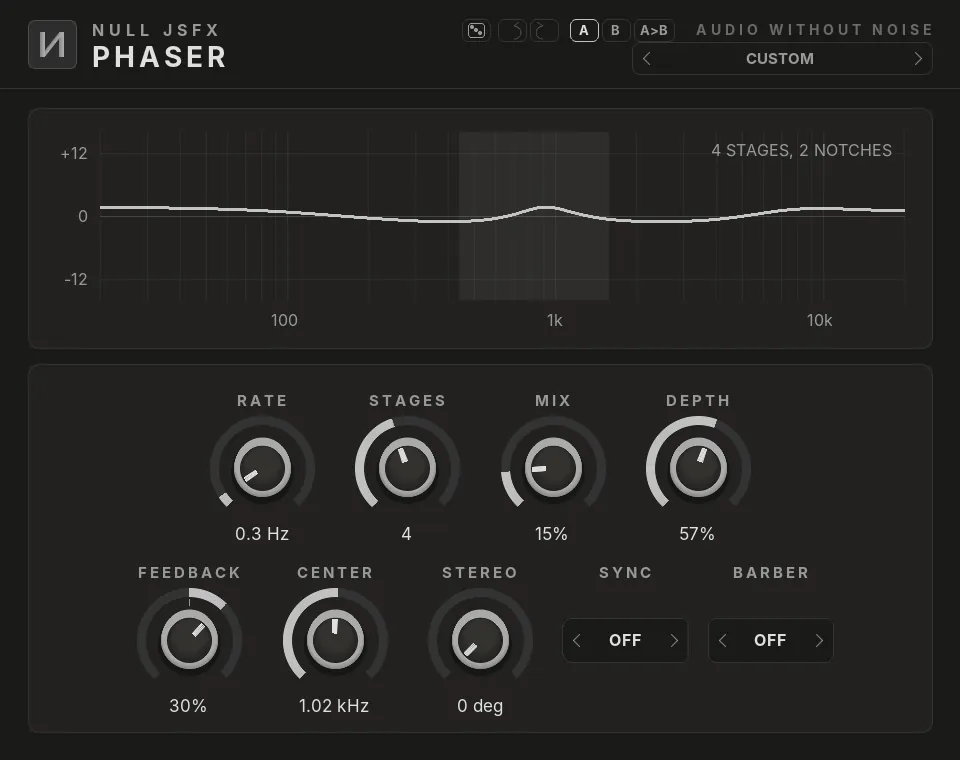 NULL JSFX
PHASER
A B A>B
AUDIO WITHOUT NOISE
CUSTOM
4 STAGES, 2 NOTCHES
+12
0
-12
100 1k 10k
RATE STAGES MIX DEPTH
0.3 Hz 4 15% 57%
FEEDBACK CENTER STEREO SYNC BARBER
OFF OFF
30% 1.02 kHz 0 deg